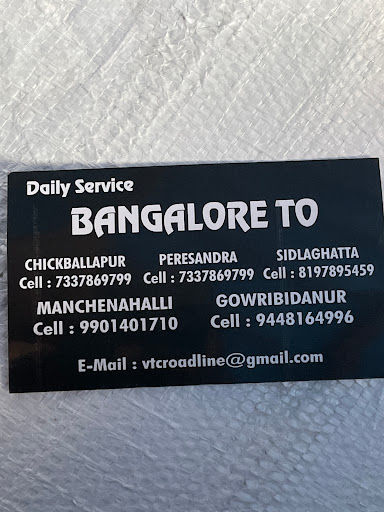 Daily Service
BANGALORE TO
CHICKBALLAPUR PERESANDRA SIDLAGHATTA
Cell : 7337869799 Cell : 7337869799 Cell : 8197895459
MANCHENAHALLI GOWRIBIDANUR
Cell : 9901401710 Cell : 9448164996
E-Mail : vtcroadline@gmail.com